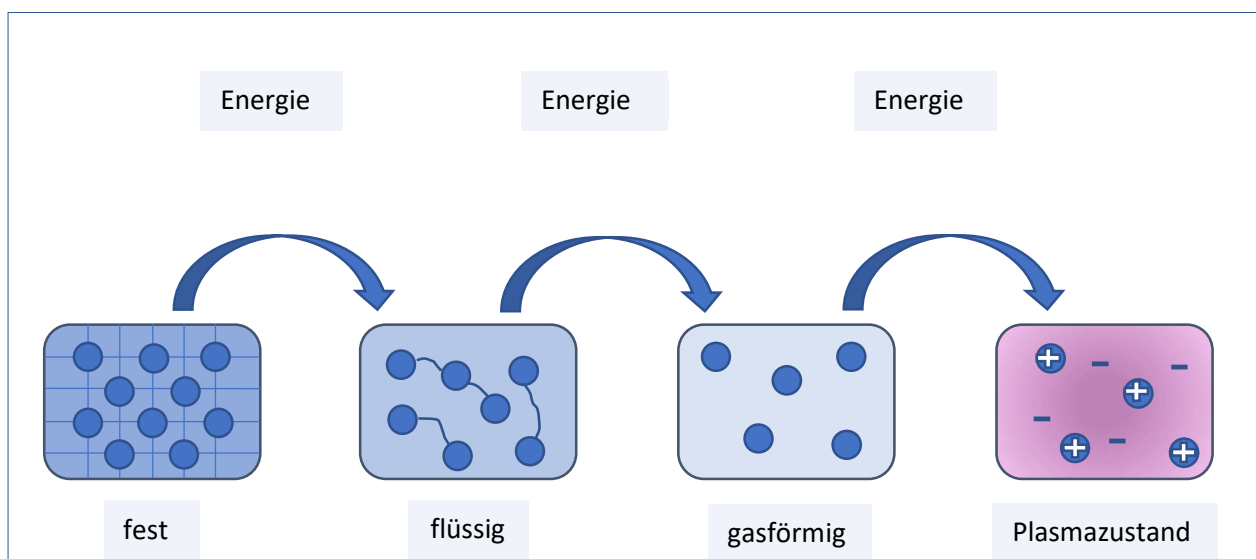 Energie
Energie
Energie
fest
flüssig
gasförmig
Plasmazustand